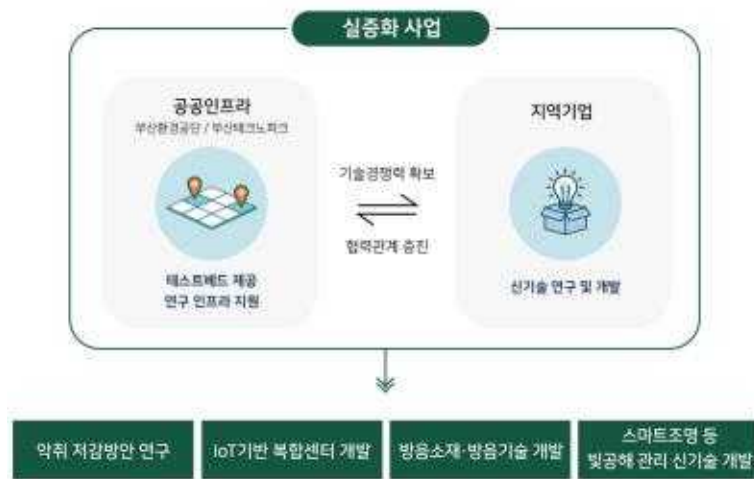 실증화 사업
공공인프라
부산환경공단 / 부산테크노파크
지역기업
기술경쟁력 확보
협력관계 증진
테스트베드 제공
연구 인프라 지원
신기술 연구 및 개발
악취 저감방안 연구
IoT기반 복합센터 개발
방음소재·방음기술 개발
스마트조명 등
빛공해 관리 신기술 개발